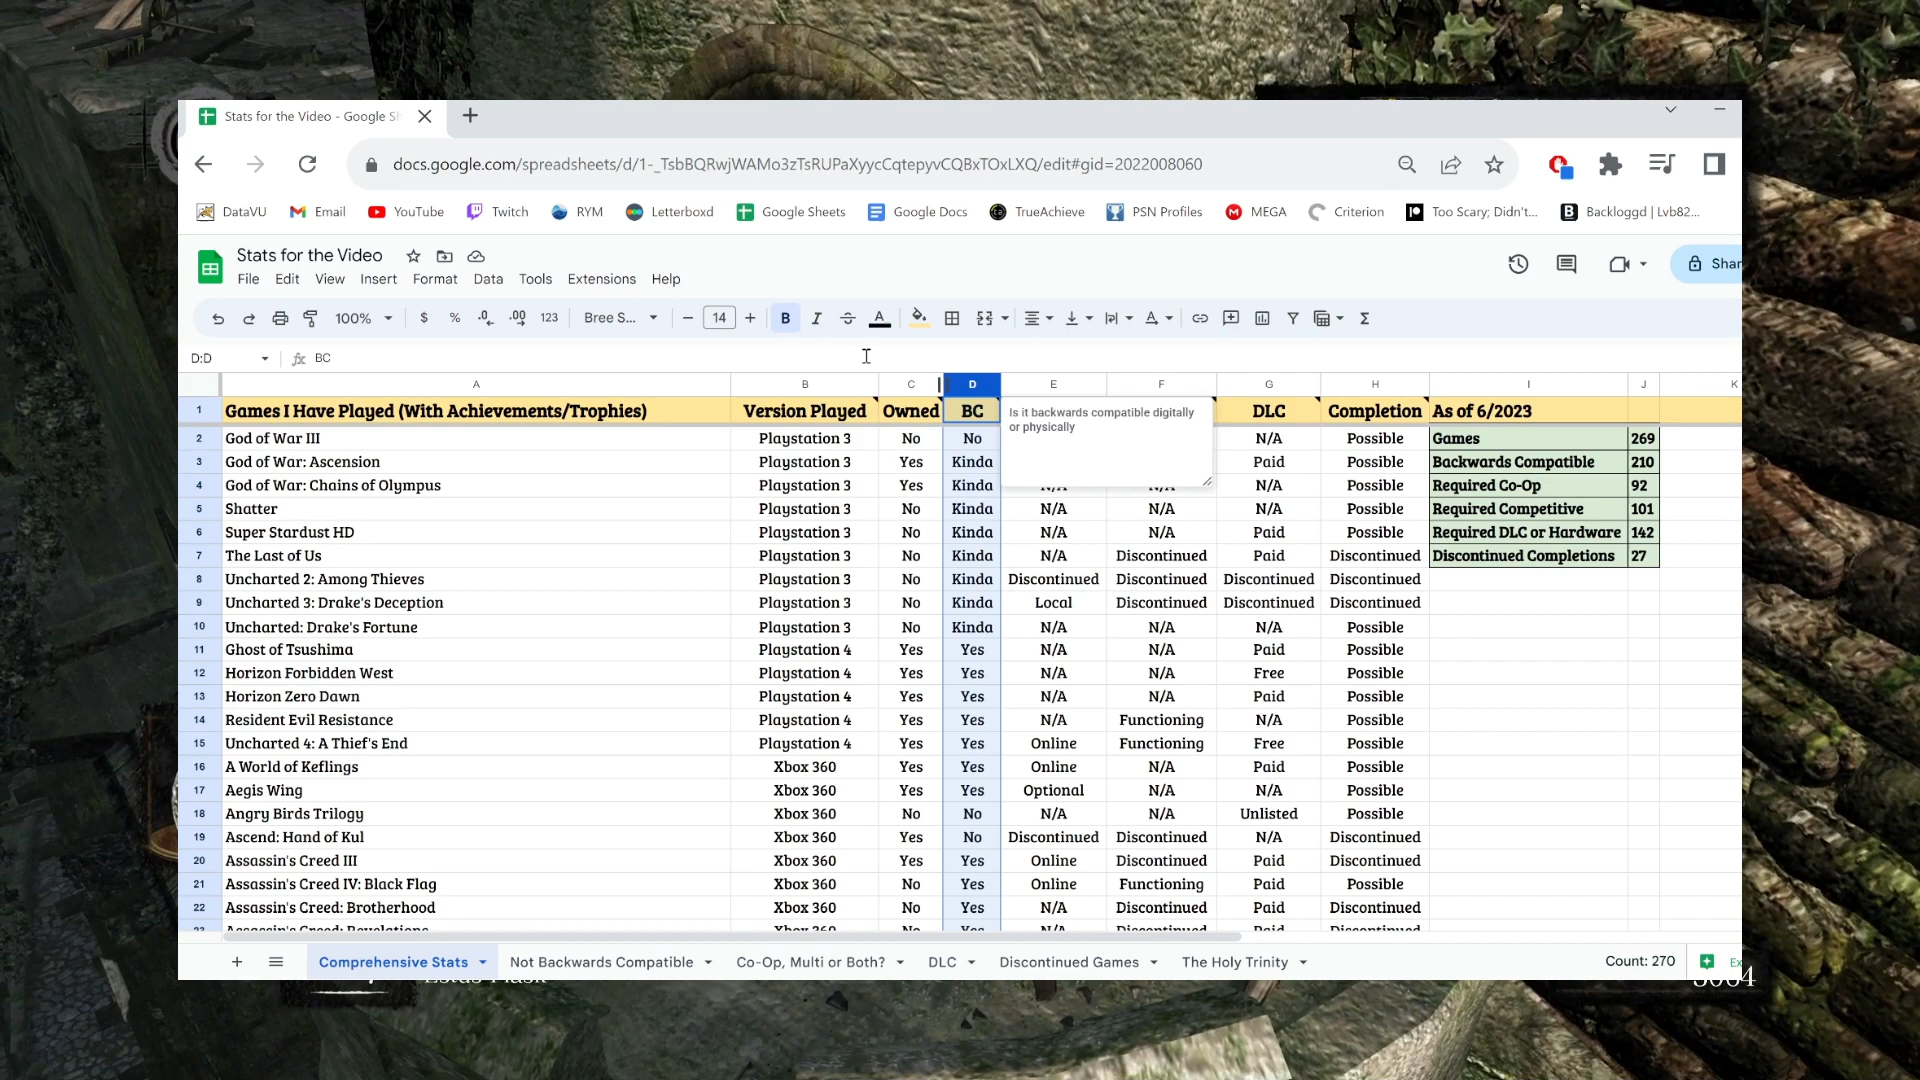 Stats for the Video - Google Sh
docs.google.com/spreadsheets/d/1-_TsbBQRwjWAMo3zTsRUPaXyycCqtepyvCQBxTOxLXQ/edit#gid=2022008060
DataVU Email YouTube Twitch RYM Letterboxd Google Sheets Google Docs TrueAchieve PSN Profiles MEGA Criterion Too Scary; Didn't... Backloggd | Lvb82...
Stats for the Video
File Edit View Insert Format Data Tools Extensions Help
Shar
100% $ % .0 .00 123 Bree S... 14 B I A
D:D fx BC
A B C D E F G H I J K
1 Games I Have Played (With Achievements/Trophies) Version Played Owned BC DLC Completion As of 6/2023
Is it backwards compatible digitally
or physically
2 God of War III Playstation 3 No No N/A Possible Games 269
3 God of War: Ascension Playstation 3 Yes Kinda Paid Possible Backwards Compatible 210
4 God of War: Chains of Olympus Playstation 3 Yes Kinda N/A N/A N/A Possible Required Co-Op 92
5 Shatter Playstation 3 No Kinda N/A N/A N/A Possible Required Competitive 101
6 Super Stardust HD Playstation 3 No Kinda N/A N/A Paid Possible Required DLC or Hardware 142
7 The Last of Us Playstation 3 No Kinda N/A Discontinued Paid Discontinued Discontinued Completions 27
8 Uncharted 2: Among Thieves Playstation 3 No Kinda Discontinued Discontinued Discontinued Discontinued
9 Uncharted 3: Drake's Deception Playstation 3 No Kinda Local Discontinued Discontinued Discontinued
10 Uncharted: Drake's Fortune Playstation 3 No Kinda N/A N/A N/A Possible
11 Ghost of Tsushima Playstation 4 Yes Yes N/A N/A Paid Possible
12 Horizon Forbidden West Playstation 4 Yes Yes N/A N/A Free Possible
13 Horizon Zero Dawn Playstation 4 Yes Yes N/A N/A Paid Possible
14 Resident Evil Resistance Playstation 4 Yes Yes N/A Functioning N/A Possible
15 Uncharted 4: A Thief's End Playstation 4 Yes Yes Online Functioning Free Possible
16 A World of Keflings Xbox 360 Yes Yes Online N/A Paid Possible
17 Aegis Wing Xbox 360 Yes Yes Optional N/A N/A Possible
18 Angry Birds Trilogy Xbox 360 No No N/A N/A Unlisted Possible
19 Ascend: Hand of Kul Xbox 360 Yes No Discontinued Discontinued N/A Discontinued
20 Assassin's Creed III Xbox 360 Yes Yes Online Discontinued Paid Discontinued
21 Assassin's Creed IV: Black Flag Xbox 360 No Yes Online Functioning Paid Possible
22 Assassin's Creed: Brotherhood Xbox 360 No Yes N/A Discontinued Paid Discontinued
23 Assassin's Creed: Revelations Xbox 360 No Yes N/A Discontinued Paid Discontinued
Comprehensive Stats Not Backwards Compatible Co-Op, Multi or Both? DLC Discontinued Games The Holy Trinity Count: 270 Ex
Estus Flask